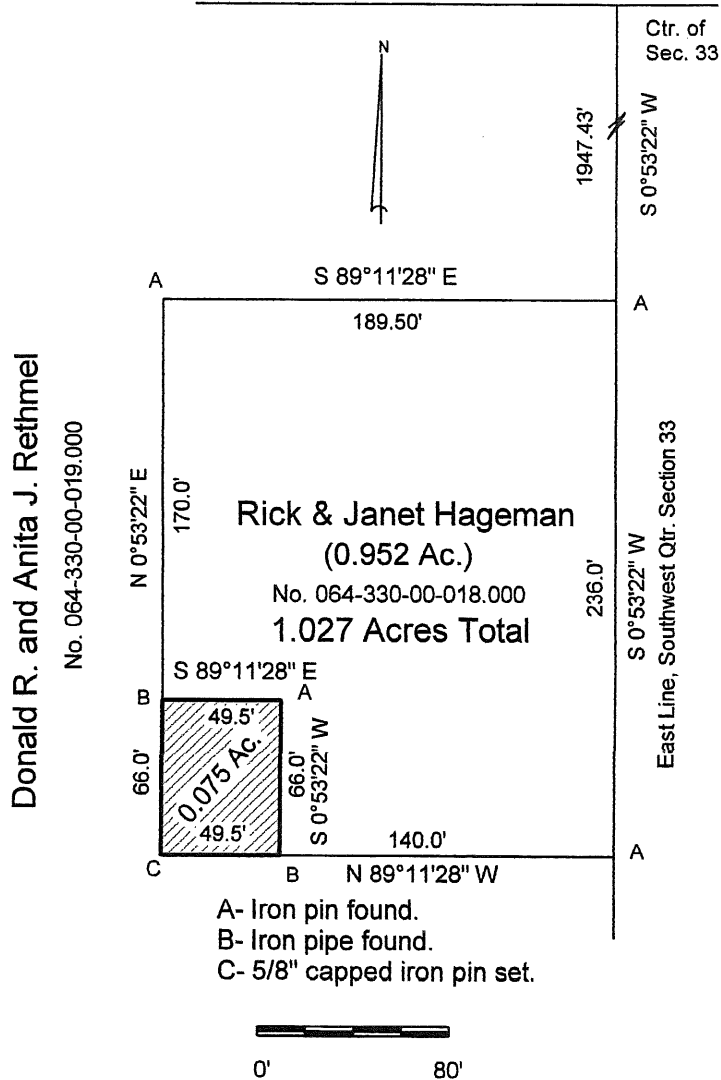 Ctr. of
Sec. 33
N
1947.43'
S 0°53'22" W
S 89°11'28" E
A
A
189.50'
Donald R. and Anita J. Rethmel
No. 064-330-00-019.000
N 0°53'22" E
170.0'
Rick & Janet Hageman
(0.952 Ac.)
No. 064-330-00-018.000
1.027 Acres Total
236.0'
S 0°53'22" W
East Line, Southwest Qtr. Section 33
S 89°11'28" E
B
A
49.5'
66.0'
0.075 Ac.
66.0'
S 0°53'22" W
49.5'
140.0'
A
C
B
N 89°11'28" W
A- Iron pin found.
B- Iron pipe found.
C- 5/8" capped iron pin set.
0'
80'